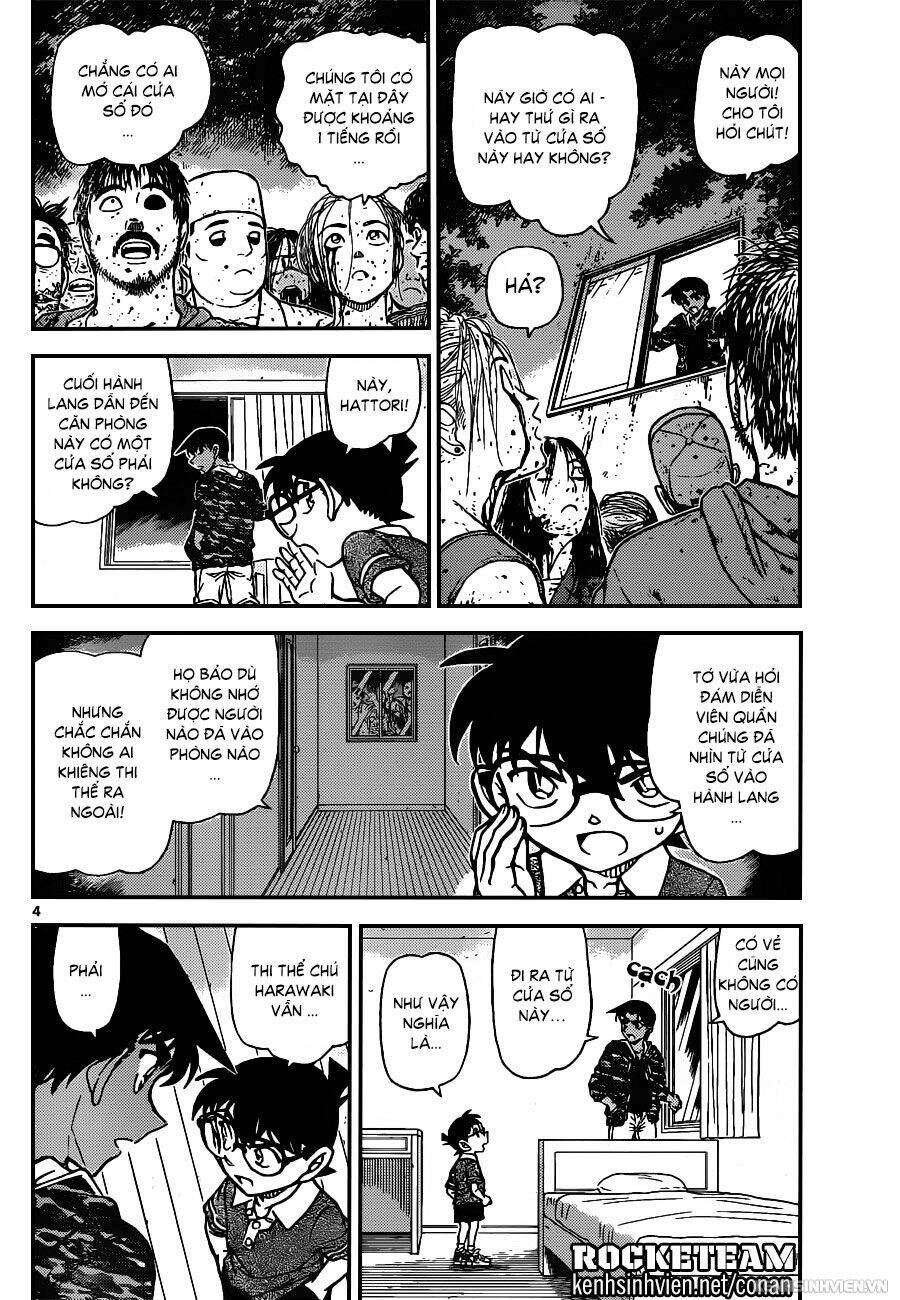 NÀY MỌI
NGƯỜI!
CHO TÔI
HỎI CHÚT!
NÃY GIỜ CÓ AI -
HAY THỨ GÌ RA
VÀO TỪ CỬA SỔ
NÀY HAY KHÔNG?
HẢ?
CHÚNG TÔI CÓ
MẶT TẠI ĐÂY
ĐƯỢC KHOẢNG
1 TIẾNG RỒI
...
CHẲNG CÓ AI
MỞ CÁI CỬA
SỔ ĐÓ
...
NÀY,
HATTORI!
CUỐI HÀNH
LANG DẪN ĐẾN
CĂN PHÒNG
NÀY CÓ MỘT
CỬA SỔ PHẢI
KHÔNG?
TỚ VỪA HỎI
ĐÁM DIỄN
VIÊN QUẦN
CHÚNG ĐÃ
NHÌN TỪ CỬA
SỔ VÀO
HÀNH LANG
...
HỌ BẢO DÙ
KHÔNG NHỚ
ĐƯỢC NGƯỜI
NÀO ĐÃ VÀO
PHÒNG NÀO
...
NHƯNG
CHẮC CHẮN
KHÔNG AI
KHIÊNG THI
THỂ RA
NGOÀI!
4
CÓ VẺ
CŨNG
KHÔNG CÓ
NGƯỜI...
cạch
ĐI RA TỪ
CỬA SỔ
NÀY...
NHƯ VẬY
NGHĨA
LÀ...
THI THỂ CHÚ
HARAWAKI
VẪN ...
PHẢI
...
ROCKETEAM
kenhsinhvien.net/conan